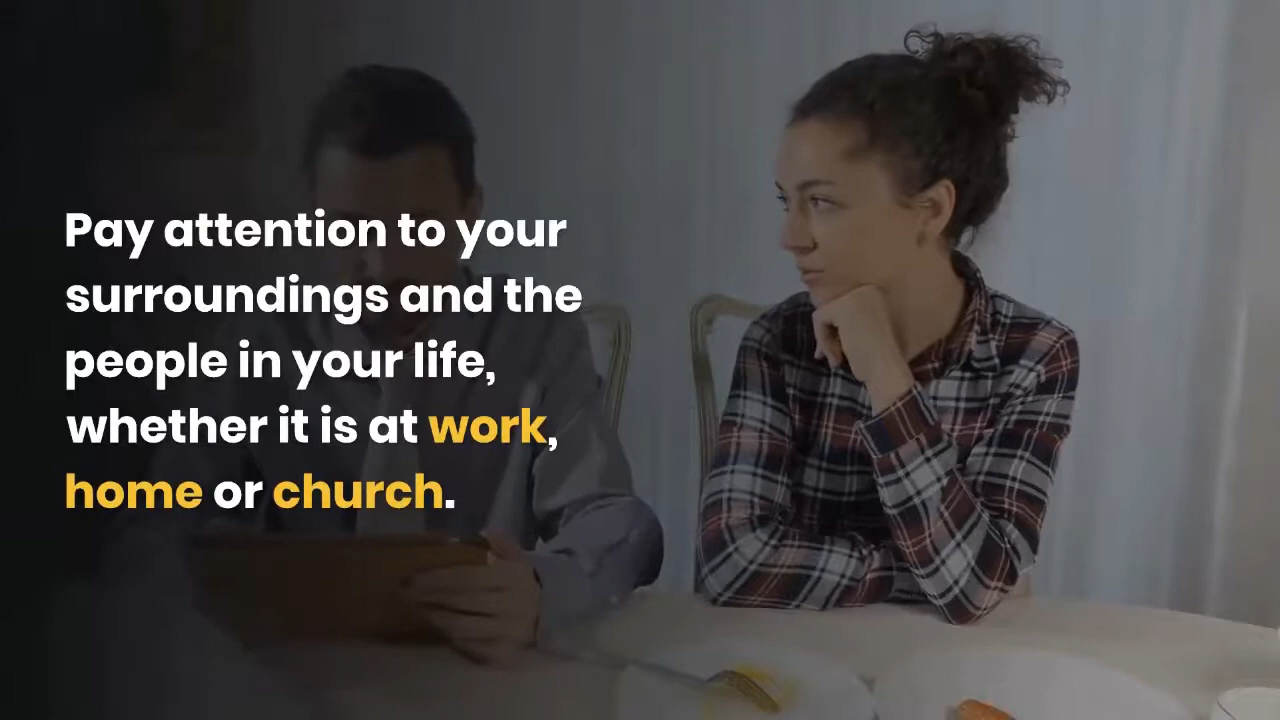 Pay attention to your
surroundings and the
people in your life,
whether it is at work,
home or church.